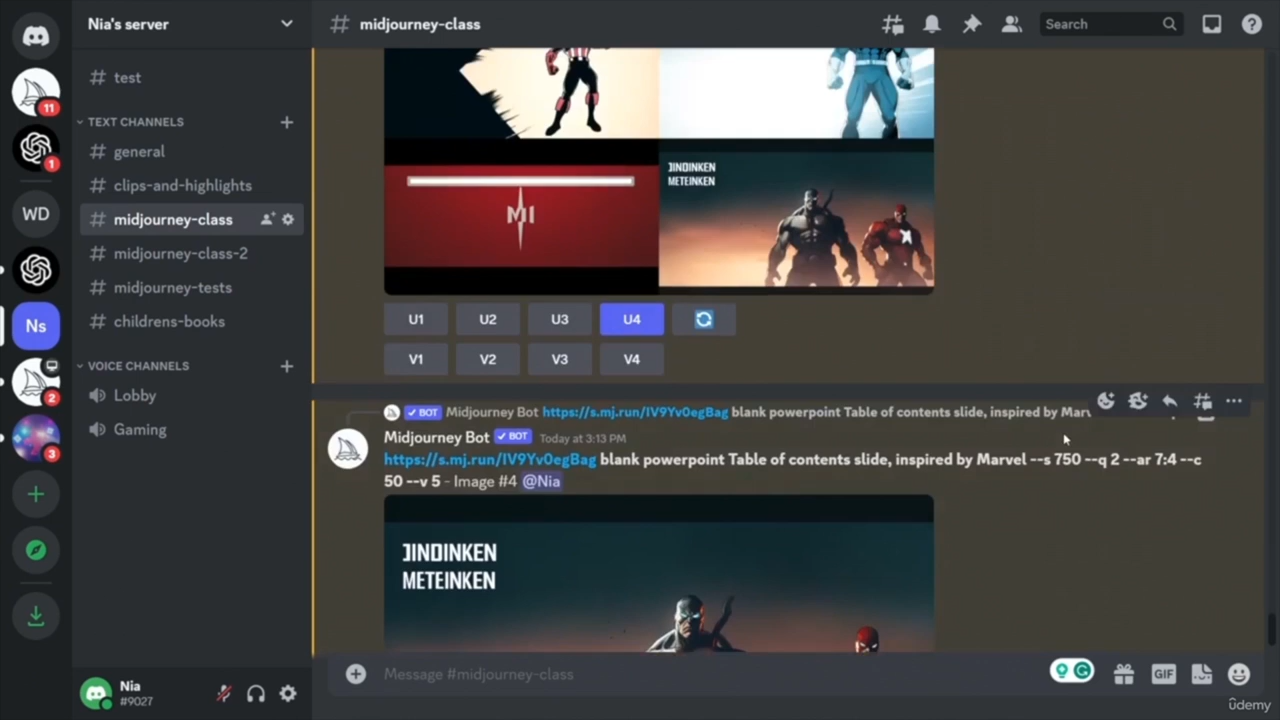 Nia's server
midjourney-class
Search
11
test
1
TEXT CHANNELS
general
clips-and-highlights
midjourney-class
midjourney-class-2
midjourney-tests
childrens-books
VOICE CHANNELS
Lobby
Gaming
WD
Ns
2
3
Nia
#9027
JINDINKEN
METEINKEN
MI
U1 U2 U3 U4
V1 V2 V3 V4
BOT Midjourney Bot https://s.mj.run/IV9Yv0egBag blank powerpoint Table of contents slide, inspired by Marv
Midjourney Bot BOT Today at 3:13 PM
https://s.mj.run/IV9Yv0egBag blank powerpoint Table of contents slide, inspired by Marvel --s 750 --q 2 --ar 7:4 --c
50 --v 5 - Image #4 @Nia
JINDINKEN
METEINKEN
Message #midjourney-class
GIF
ûdemy